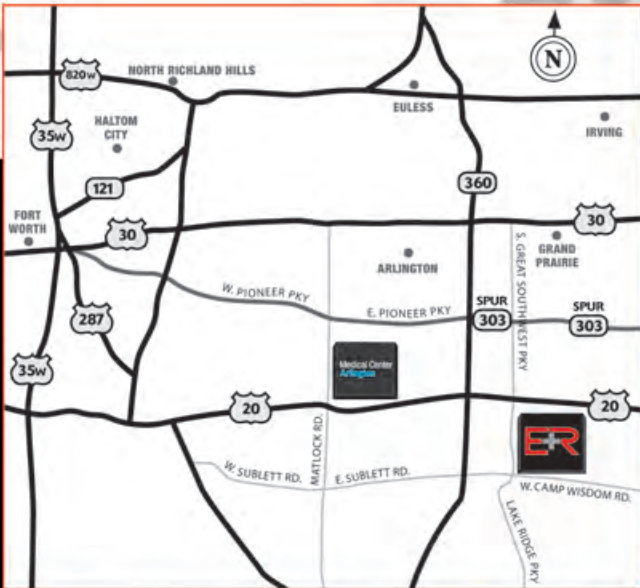 N
820W
NORTH RICHLAND HILLS
EULESS
IRVING
35W
HALTOM
CITY
121
360
FORT
WORTH
30
30
ARLINGTON
GRAND
PRAIRIE
S. GREAT SOUTHWEST PKY
W. PIONEER PKY
E. PIONEER PKY
SPUR
303
SPUR
303
287
35W
Medical Center
Arlington
20
20
MATLOCK RD.
E+R
W. SUBLETT RD.
E. SUBLETT RD.
W. CAMP WISDOM RD.
LAKE RIDGE PKY